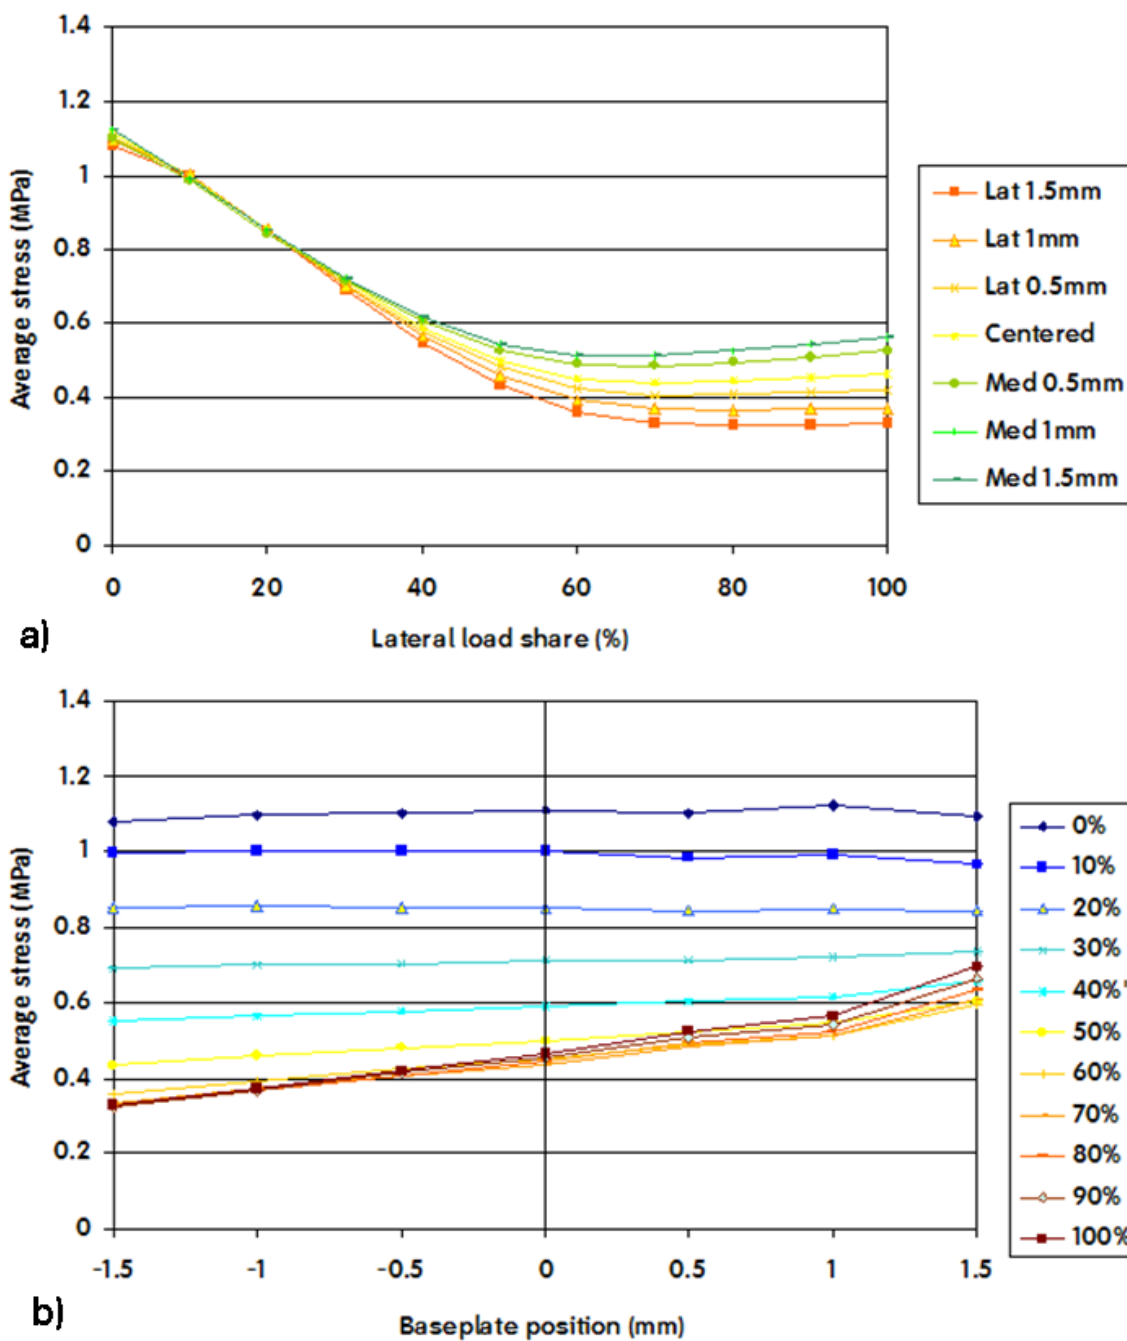 1.4
1.2
1
0.8
0.6
0.4
0.2
0
Average stress (MPa)
0 20 40 60 80 100
Lateral load share (%)
a)
Lat 1.5mm
Lat 1mm
Lat 0.5mm
Centered
Med 0.5mm
Med 1mm
Med 1.5mm
1.4
1.2
1
0.8
0.6
0.4
0.2
0
Average stress (MPa)
-1.5 -1 -0.5 0 0.5 1 1.5
Baseplate position (mm)
b)
0%
10%
20%
30%
40%"
50%
60%
70%
80%
90%
100%